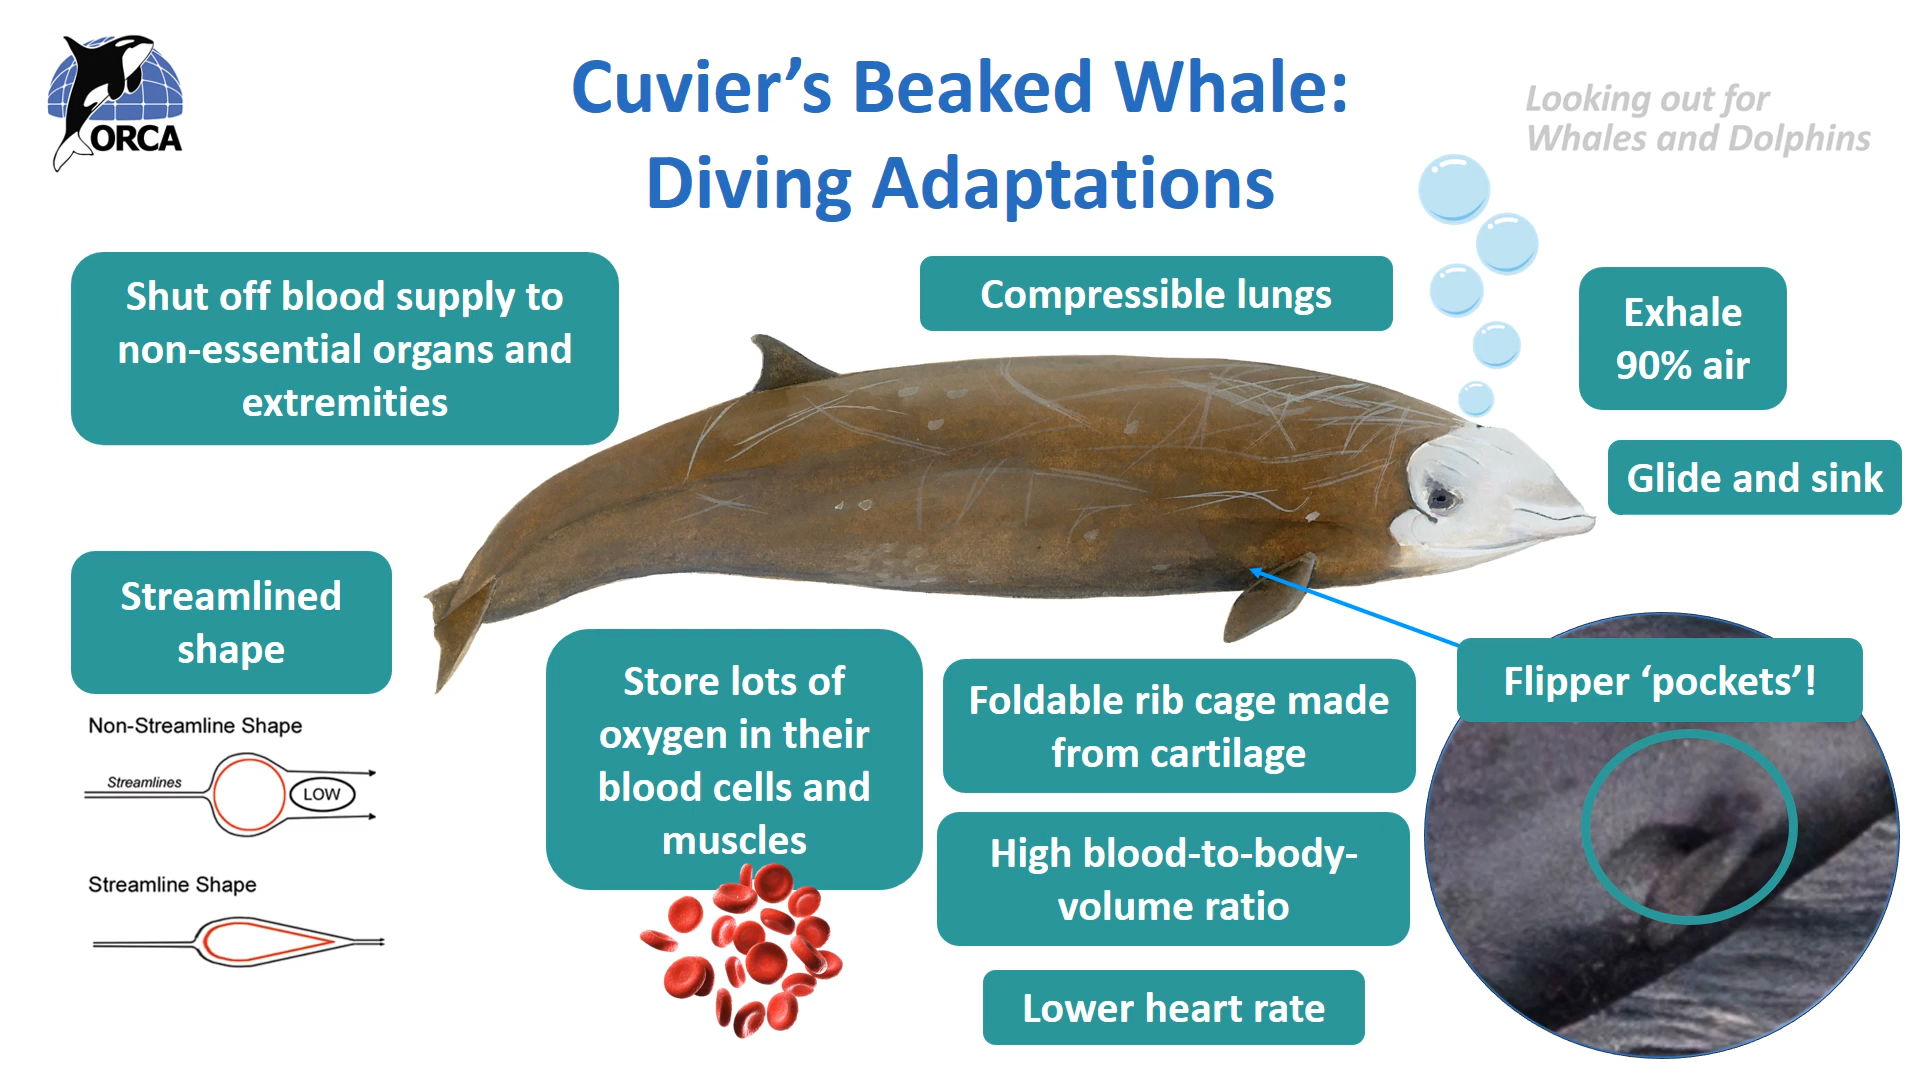 ORCA
Cuvier’s Beaked Whale:
Diving Adaptations
Looking out for
Whales and Dolphins
Shut off blood supply to
non-essential organs and
extremities
Compressible lungs
Exhale
90% air
Glide and sink
Streamlined
shape
Non-Streamline Shape
Streamlines
LOW
Streamline Shape
Store lots of
oxygen in their
blood cells and
muscles
Foldable rib cage made
from cartilage
High blood-to-body-
volume ratio
Lower heart rate
Flipper ‘pockets’!